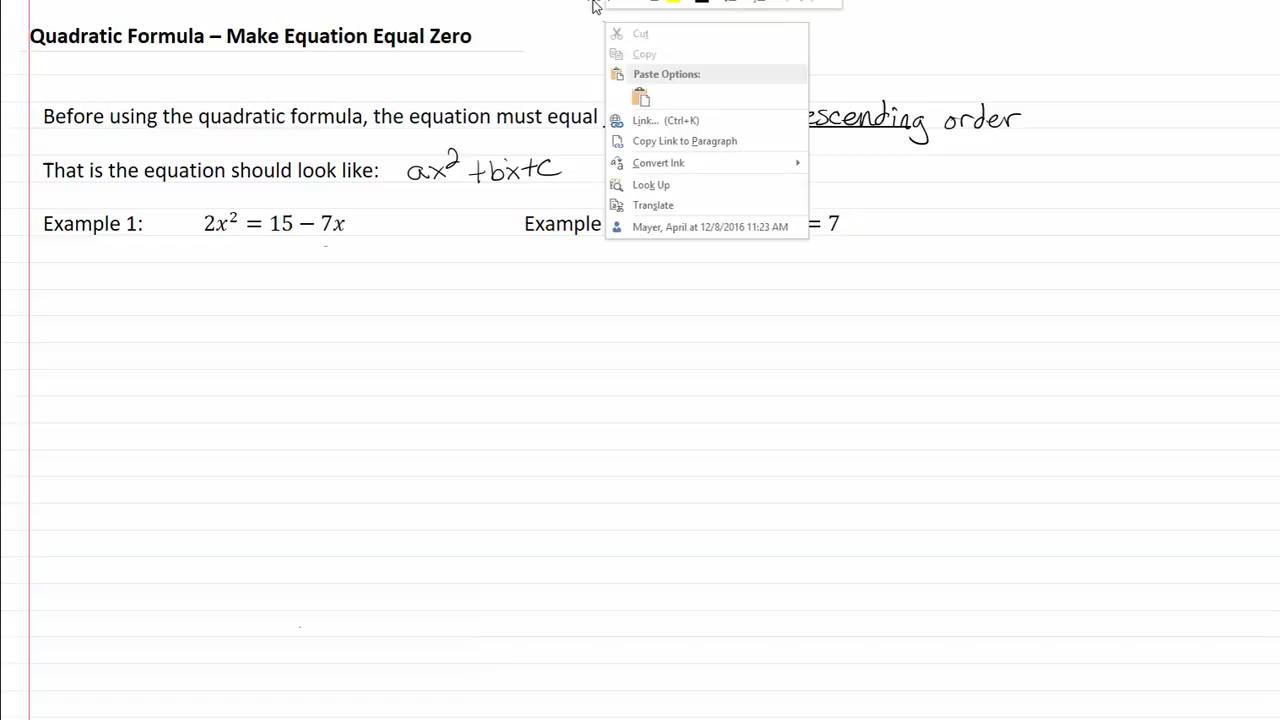 Quadratic Formula – Make Equation Equal Zero
Cut
Copy
Paste Options:
Before using the quadratic formula, the equation must equal escending order
Link... (Ctrl+K)
Copy Link to Paragraph
Convert Ink
That is the equation should look like: ax² + bx + c
Look Up
Translate
Example 1: 2x² = 15 − 7x Example = 7
Mayer, April at 12/8/2016 11:23 AM